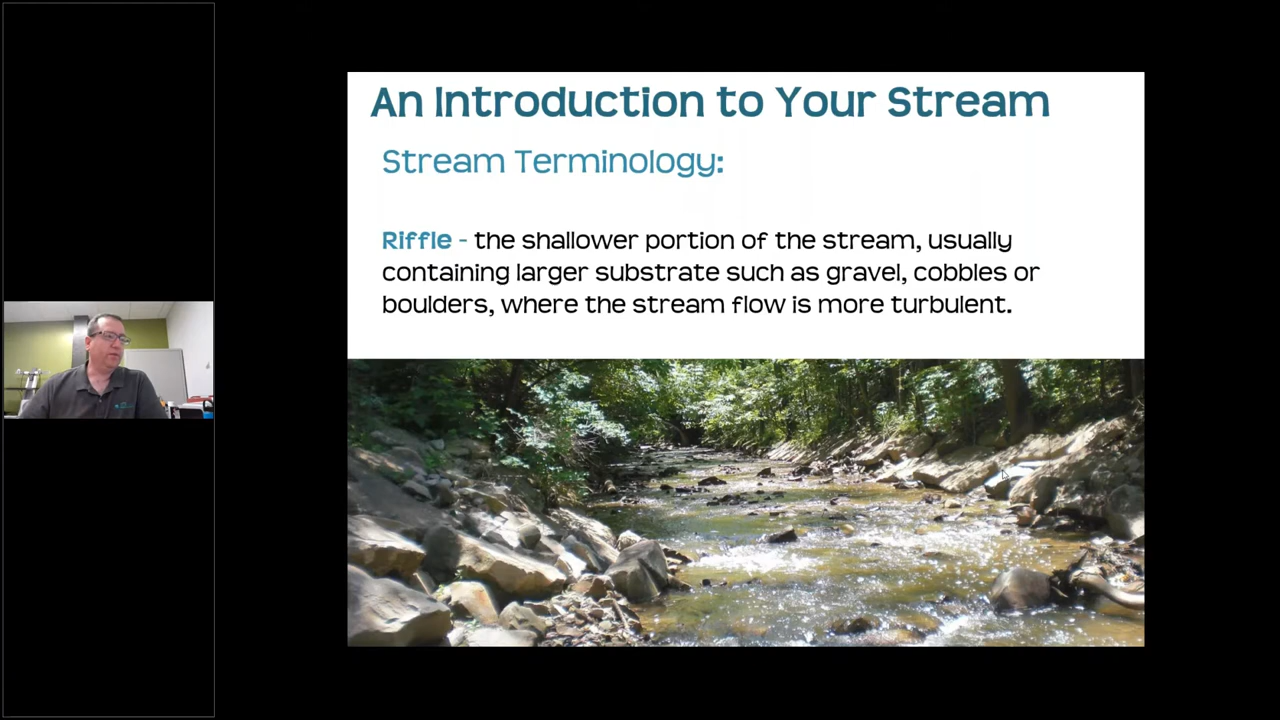 An Introduction to Your Stream
Stream Terminology:
Riffle - the shallower portion of the stream, usually
containing larger substrate such as gravel, cobbles or
boulders, where the stream flow is more turbulent.